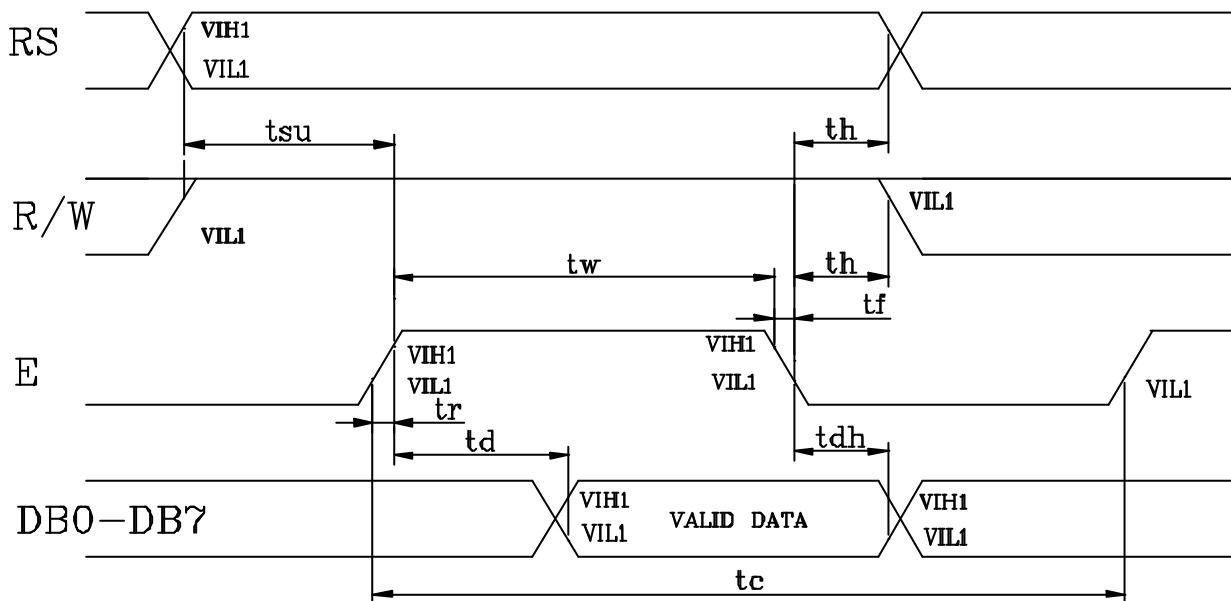 RS
VIH1
VIL1
tsu
th
R/W
VIL1
VIL1
tw
th
tf
E
VIH1
VIL1
VIH1
VIL1
VIL1
tr
td
tdh
DB0-DB7
VIH1
VIL1
VALID DATA
VIH1
VIL1
tc